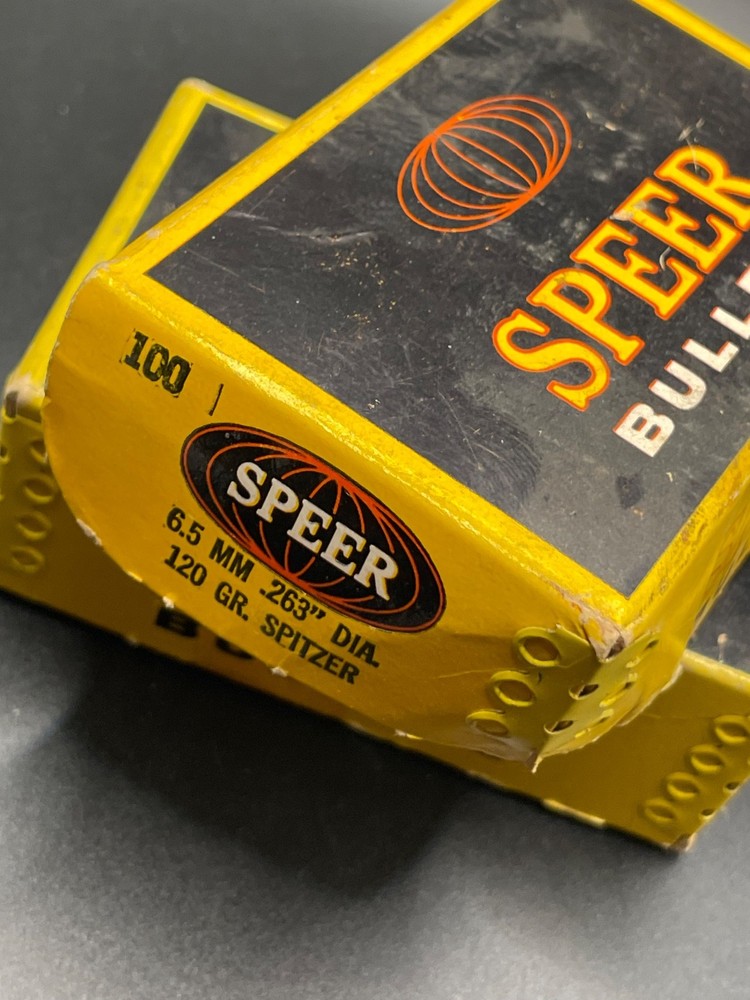 SPEER
BULL
100
SPEER
6.5 MM .263” DIA.
120 GR. SPITZER